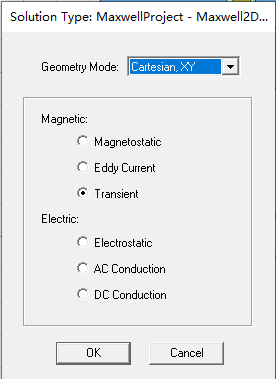 Solution Type: MaxwellProject - Maxwell2D...
Geometry Mode: Cartesian, XY
Magnetic:
Magnetostatic
Eddy Current
Transient
Electric:
Electrostatic
AC Conduction
DC Conduction
OK Cancel